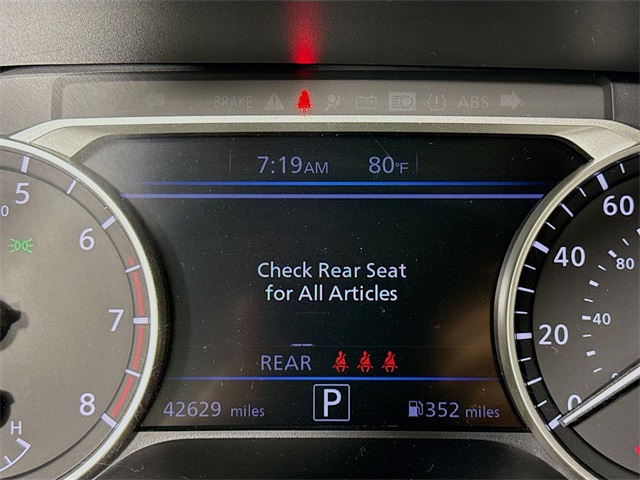 BRAKE ABS
7:19AM 80°F
5
6
7
8
H
Check Rear Seat
for All Articles
REAR
42629 miles P 352 miles
60
80
40
40
20
0